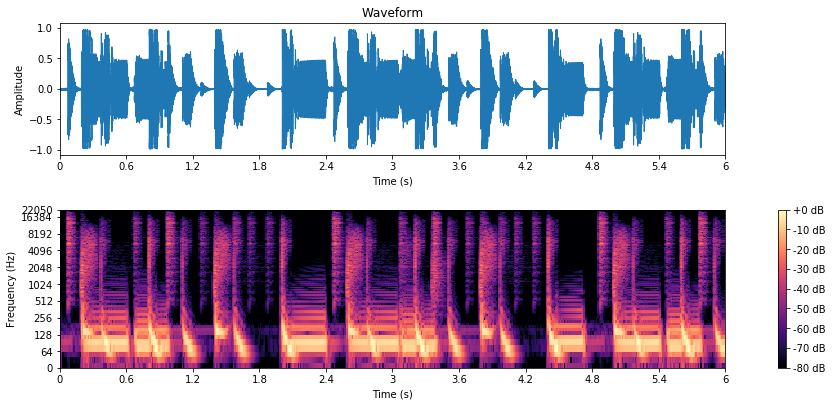 Waveform
1.0
0.5
0.0
−0.5
−1.0
Amplitude
0 0.6 1.2 1.8 2.4 3 3.6 4.2 4.8 5.4 6
Time (s)
22050
16384
8192
4096
2048
1024
512
256
128
64
0
Frequency (Hz)
0 0.6 1.2 1.8 2.4 3 3.6 4.2 4.8 5.4 6
Time (s)
+0 dB
-10 dB
-20 dB
-30 dB
-40 dB
-50 dB
-60 dB
-70 dB
-80 dB